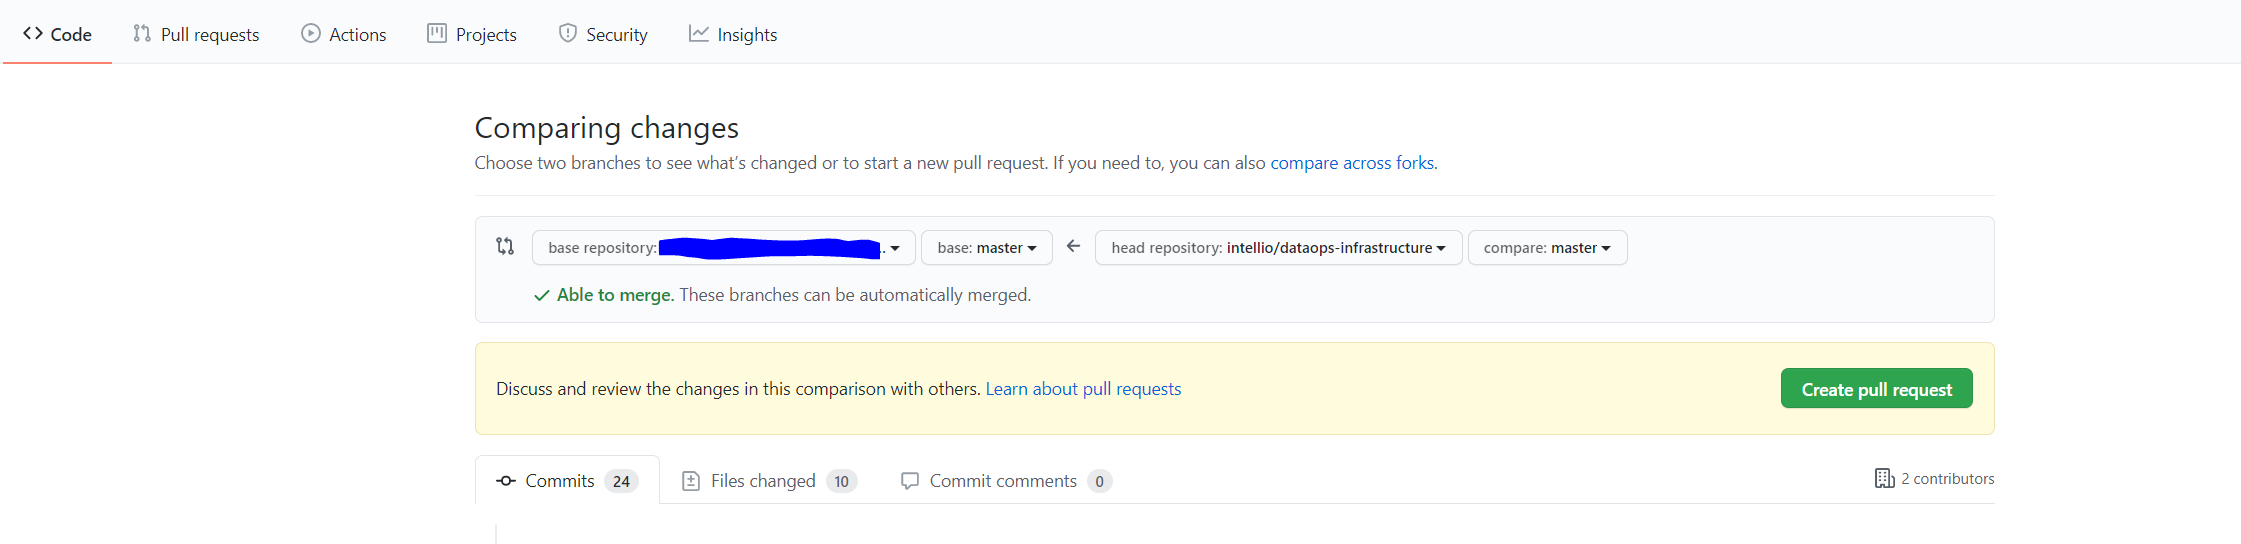 Code Pull requests Actions Projects Security Insights
Comparing changes
Choose two branches to see what's changed or to start a new pull request. If you need to, you can also compare across forks.
base repository: .. base: master head repository: intellio/dataops-infrastructure compare: master
Able to merge. These branches can be automatically merged.
Discuss and review the changes in this comparison with others. Learn about pull requests Create pull request
Commits 24 Files changed 10 Commit comments 0 2 contributors